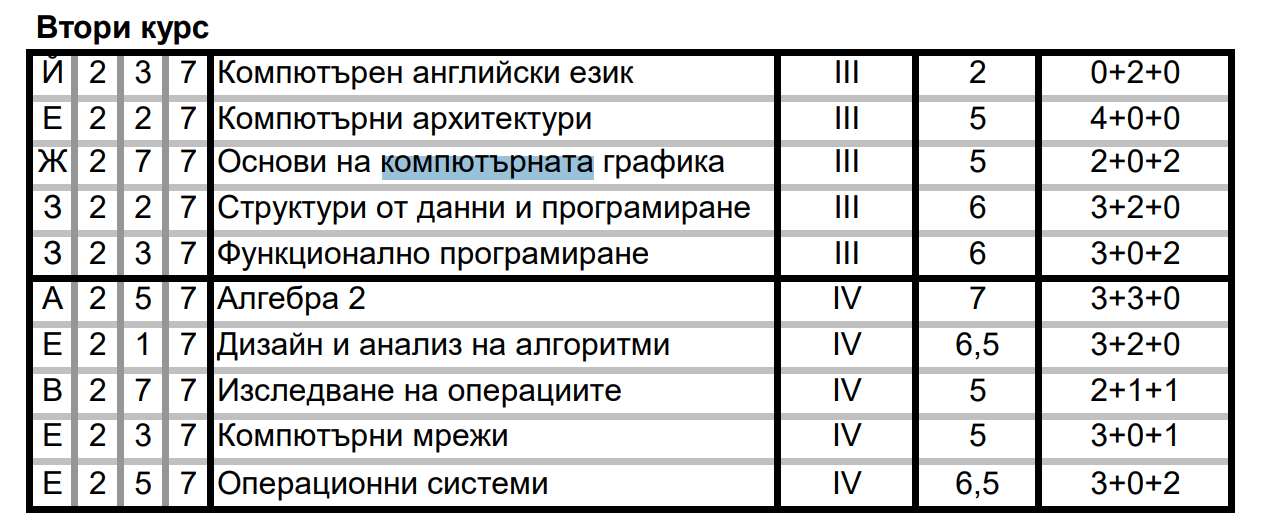 Втори курс
Й 2 3 7 Компютърен английски език III 2 0+2+0
Е 2 2 7 Компютърни архитектури III 5 4+0+0
Ж 2 7 7 Основи на компютърната графика III 5 2+0+2
З 2 2 7 Структури от данни и програмиране III 6 3+2+0
З 2 3 7 Функционално програмиране III 6 3+0+2
А 2 5 7 Алгебра 2 IV 7 3+3+0
Е 2 1 7 Дизайн и анализ на алгоритми IV 6,5 3+2+0
В 2 7 7 Изследване на операциите IV 5 2+1+1
Е 2 3 7 Компютърни мрежи IV 5 3+0+1
Е 2 5 7 Операционни системи IV 6,5 3+0+2